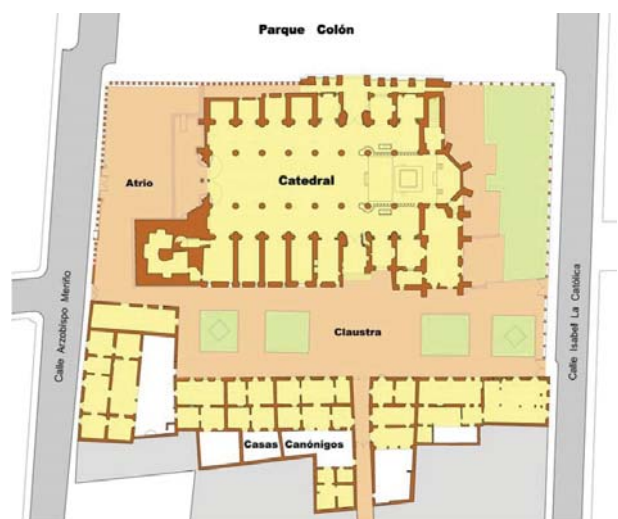 Parque Colón
Atrio
Catedral
Calle Arzobispo Meriño
Claustra
Calle Isabel La Católica
Casas Canónigos